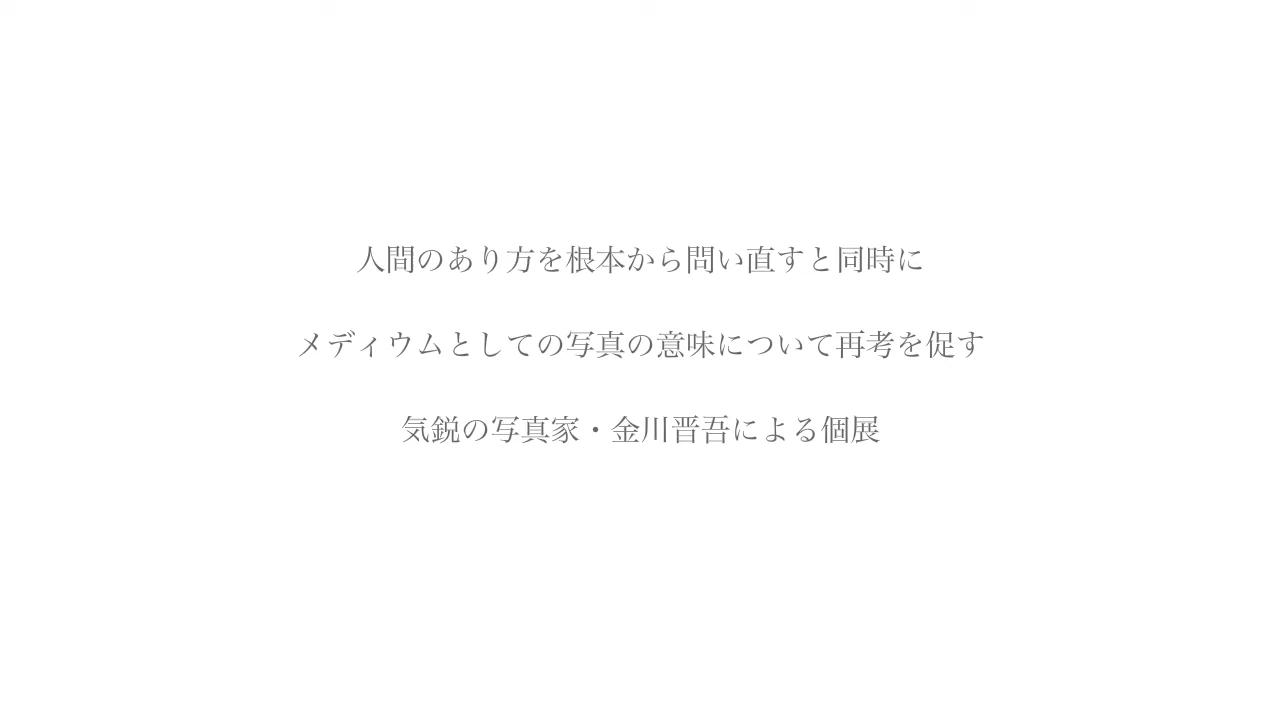 人間のあり方を根本から問い直すと同時に
メディウムとしての写真の意味について再考を促す
気鋭の写真家・金川晋吾による個展